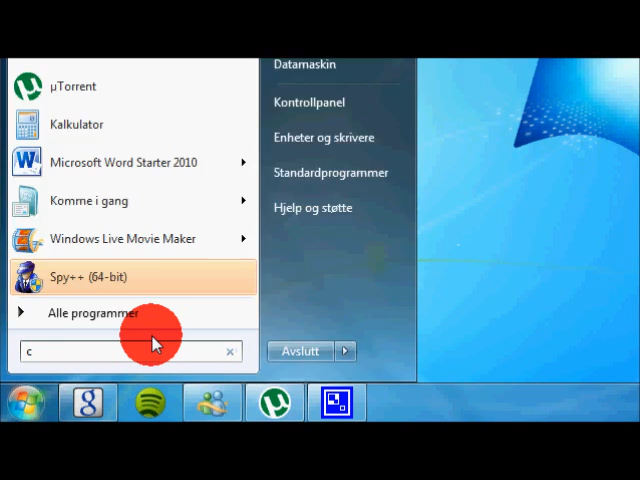 µTorrent
Kalkulator
Microsoft Word Starter 2010
Komme i gang
Windows Live Movie Maker
Spy++ (64-bit)
Alle programmer
c
Datamaskin
Kontrollpanel
Enheter og skrivere
Standardprogrammer
Hjelp og støtte
Avslutt